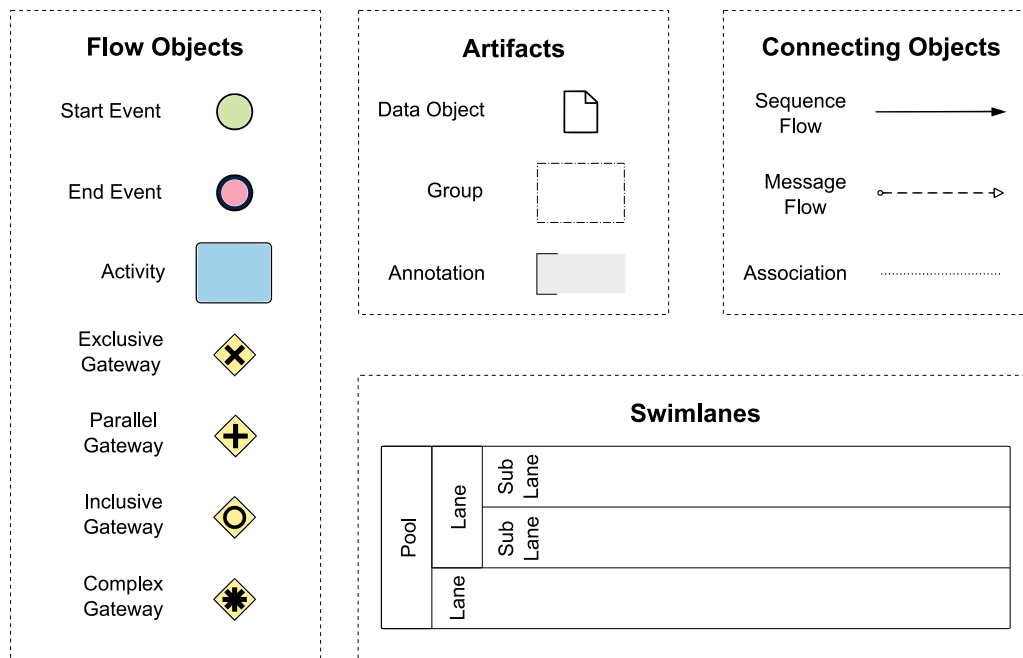 Flow Objects
Start Event
End Event
Activity
Exclusive
Gateway
Parallel
Gateway
Inclusive
Gateway
Complex
Gateway
Artifacts
Data Object
Group
Annotation
Connecting Objects
Sequence
Flow
Message
Flow
Association
Swimlanes
Pool
Lane
Sub
Lane
Sub
Lane
Lane